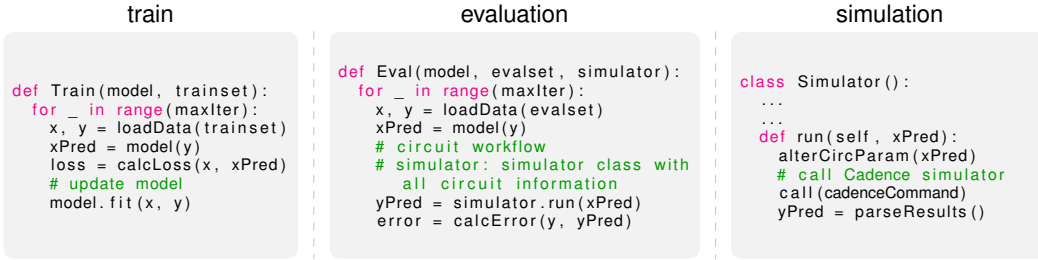 train
def Train(model, trainset):
  for _ in range(maxIter):
    x, y = loadData(trainset)
    xPred = model(y)
    loss = calcLoss(x, xPred)
    # update model
    model.fit(x, y)
evaluation
def Eval(model, evalset, simulator):
  for _ in range(maxIter):
    x, y = loadData(evalset)
    xPred = model(y)
    # circuit workflow
    # simulator: simulator class with
        all circuit information
    yPred = simulator.run(xPred)
    error = calcError(y, yPred)
simulation
class Simulator():
  ...
  ...
  def run(self, xPred):
    alterCircParam(xPred)
    # call Cadence simulator
    call(cadenceCommand)
    yPred = parseResults()